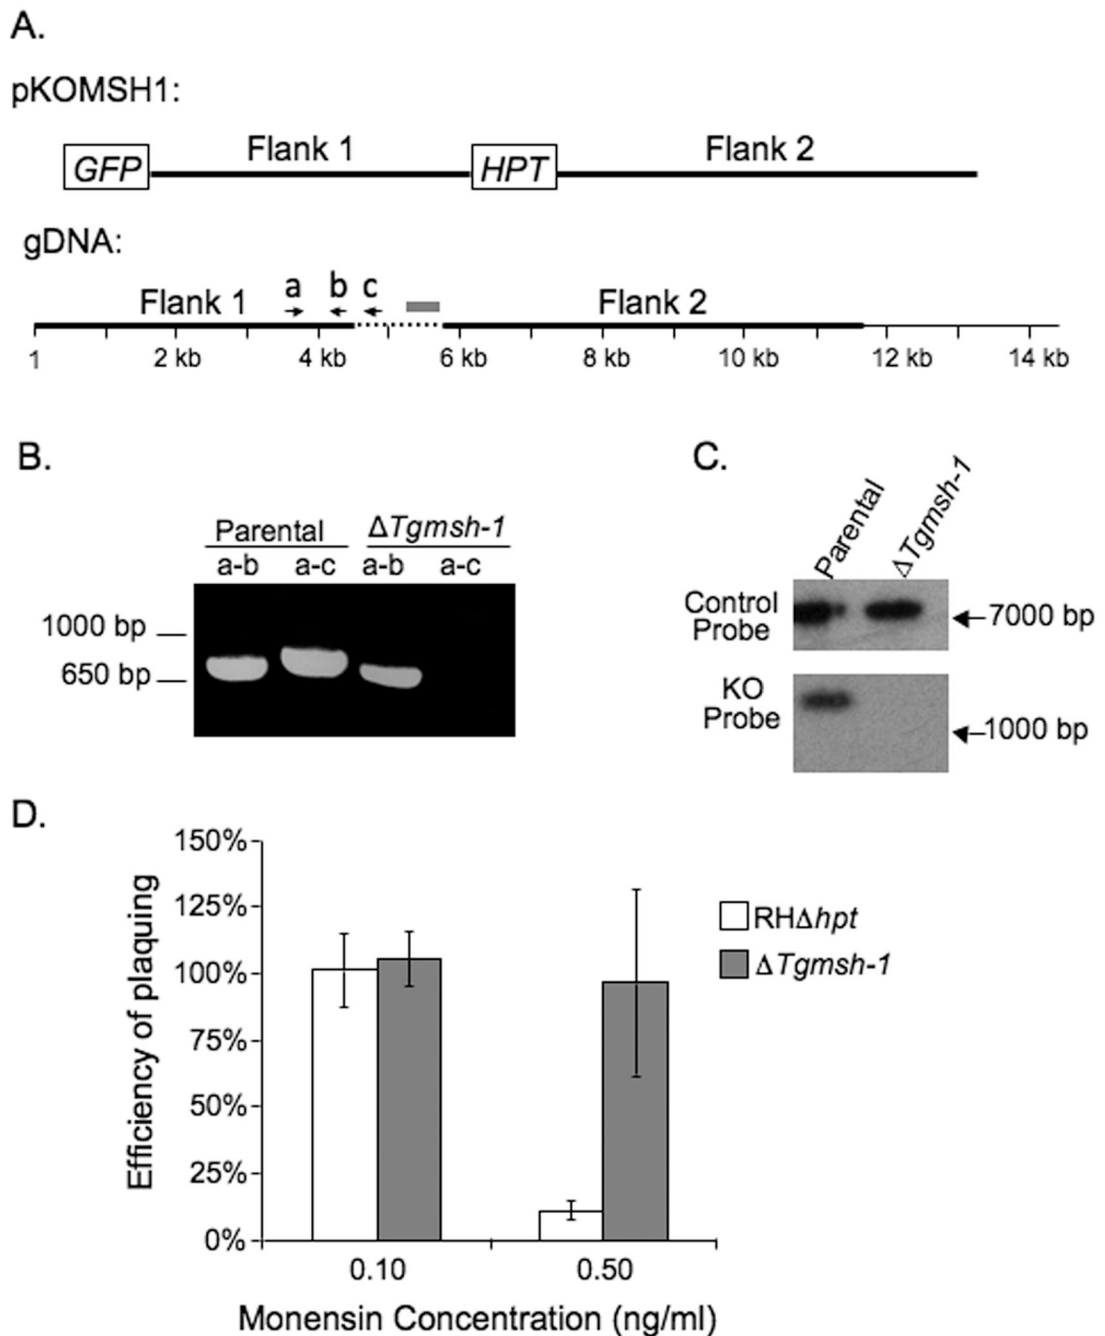 A.
pKOMSH1:
GFP Flank 1 HPT Flank 2
gDNA:
Flank 1 a b c Flank 2
1 2 kb 4 kb 6 kb 8 kb 10 kb 12 kb 14 kb
B.
Parental ΔTgmsh-1
a-b a-c a-b a-c
1000 bp
650 bp
C.
Parental ΔTgmsh-1
Control
Probe
7000 bp
KO
Probe
1000 bp
D.
Efficiency of plaquing
150%
125%
100%
75%
50%
25%
0%
RHΔhpt
ΔTgmsh-1
0.10 0.50
Monensin Concentration (ng/ml)